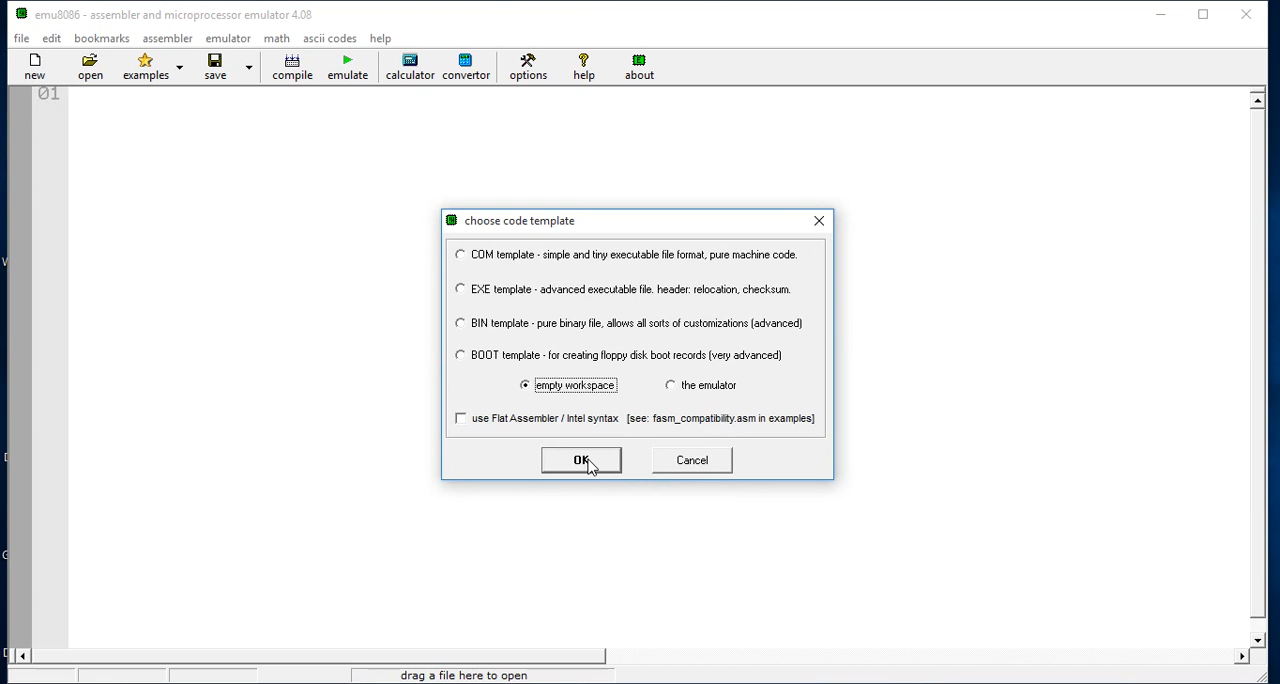 emu8086 - assembler and microprocessor emulator 4.08
file edit bookmarks assembler emulator math ascii codes help
new open examples save compile emulate calculator convertor options help about
01
choose code template
COM template - simple and tiny executable file format, pure machine code.
EXE template - advanced executable file. header: relocation, checksum.
BIN template - pure binary file, allows all sorts of customizations (advanced)
BOOT template - for creating floppy disk boot records (very advanced)
empty workspace the emulator
use Flat Assembler / Intel syntax [see: fasm_compatibility.asm in examples]
OK Cancel
drag a file here to open